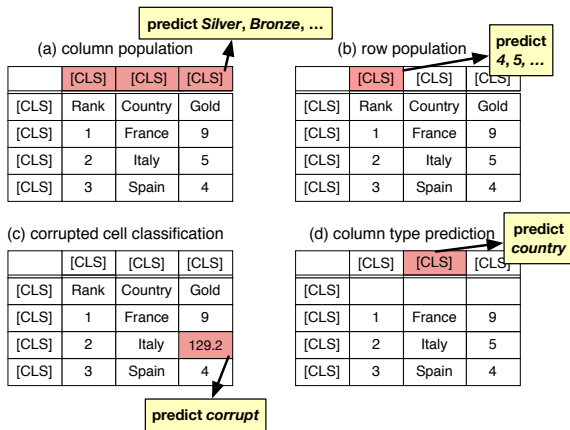 predict Silver, Bronze, ...
(a) column population
[CLS] [CLS] [CLS]
[CLS] Rank Country Gold
[CLS] 1 France 9
[CLS] 2 Italy 5
[CLS] 3 Spain 4
(b) row population
predict
4, 5, ...
[CLS] [CLS] [CLS]
[CLS] Rank Country Gold
[CLS] 1 France 9
[CLS] 2 Italy 5
[CLS] 3 Spain 4
(c) corrupted cell classification
[CLS] [CLS] [CLS]
[CLS] Rank Country Gold
[CLS] 1 France 9
[CLS] 2 Italy 129.2
[CLS] 3 Spain 4
predict corrupt
(d) column type prediction
predict
country
[CLS] [CLS] [CLS]
[CLS]
[CLS] 1 France 9
[CLS] 2 Italy 5
[CLS] 3 Spain 4